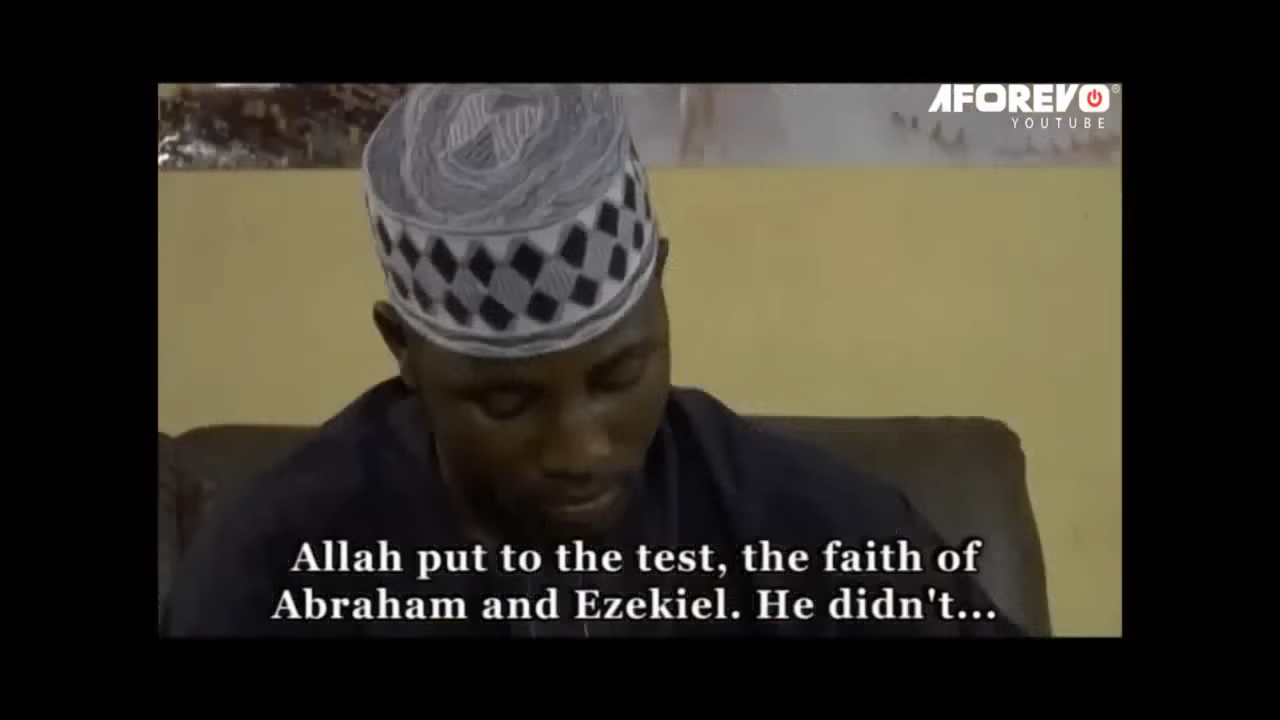 AFOREVO
YOUTUBE
Allah put to the test, the faith of
Abraham and Ezekiel. He didn't...